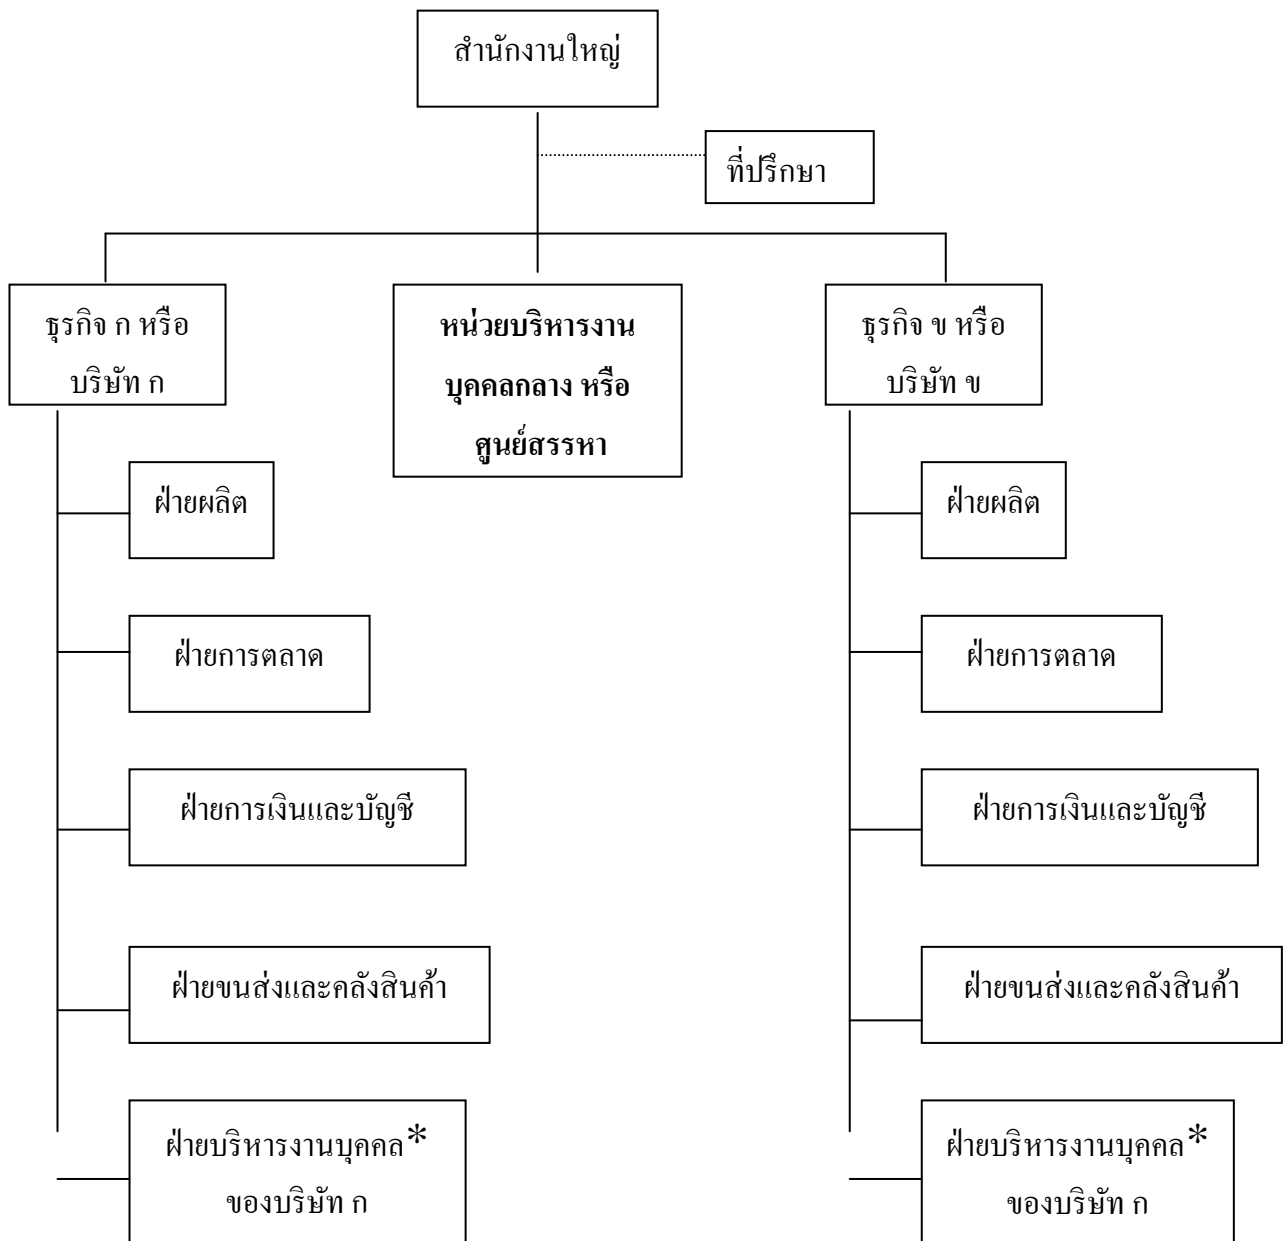 สำนักงานใหญ่
ที่ปรึกษา
ธุรกิจ ก หรือ
บริษัท ก
หน่วยบริหารงาน
บุคคลกลาง หรือ
ศูนย์สรรหา
ธุรกิจ ข หรือ
บริษัท ข
ฝ่ายผลิต
ฝ่ายการตลาด
ฝ่ายการเงินและบัญชี
ฝ่ายขนส่งและคลังสินค้า
ฝ่ายบริหารงานบุคคล*
ของบริษัท ก
ฝ่ายผลิต
ฝ่ายการตลาด
ฝ่ายการเงินและบัญชี
ฝ่ายขนส่งและคลังสินค้า
ฝ่ายบริหารงานบุคคล*
ของบริษัท ก